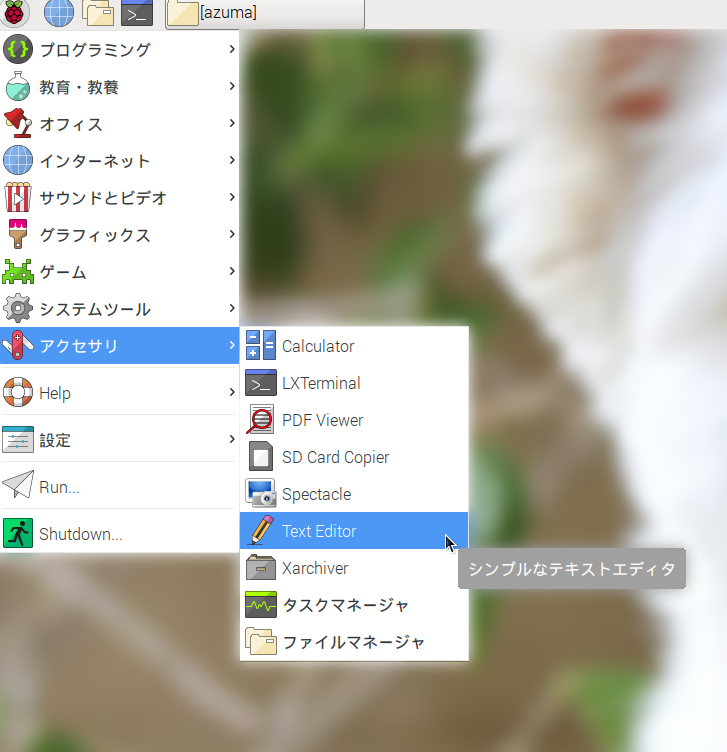 [azuma]
プログラミング
教育・教養
オフィス
インターネット
サウンドとビデオ
グラフィックス
ゲーム
システムツール
アクセサリ
Help
設定
Run...
Shutdown...
Calculator
LXTerminal
PDF Viewer
SD Card Copier
Spectacle
Text Editor
Xarchiver
タスクマネージャ
ファイルマネージャ
シンプルなテキストエディタ